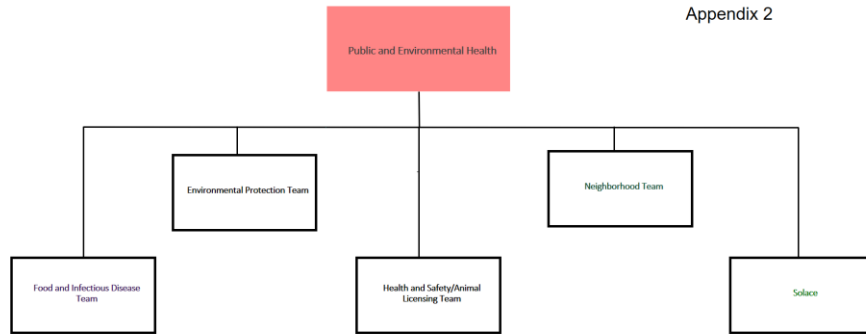 Appendix 2
Public and Environmental Health
Environmental Protection Team
Neighborhood Team
Food and Infectious Disease
Team
Health and Safety/Animal
Licensing Team
Solace